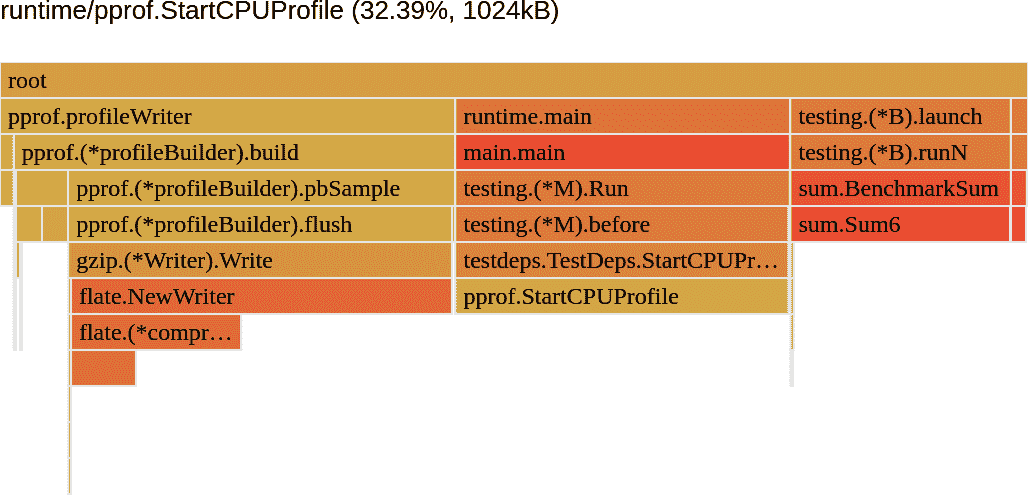 runtime/pprof.StartCPUProfile (32.39%, 1024kB)
root
pprof.profileWriter runtime.main testing.(*B).launch
pprof.(*profileBuilder).build main.main testing.(*B).runN
pprof.(*profileBuilder).pbSample testing.(*M).Run sum.BenchmarkSum
pprof.(*profileBuilder).flush testing.(*M).before sum.Sum6
gzip.(*Writer).Write testdeps.TestDeps.StartCPUPr…
flate.NewWriter pprof.StartCPUProfile
flate.(*compr…